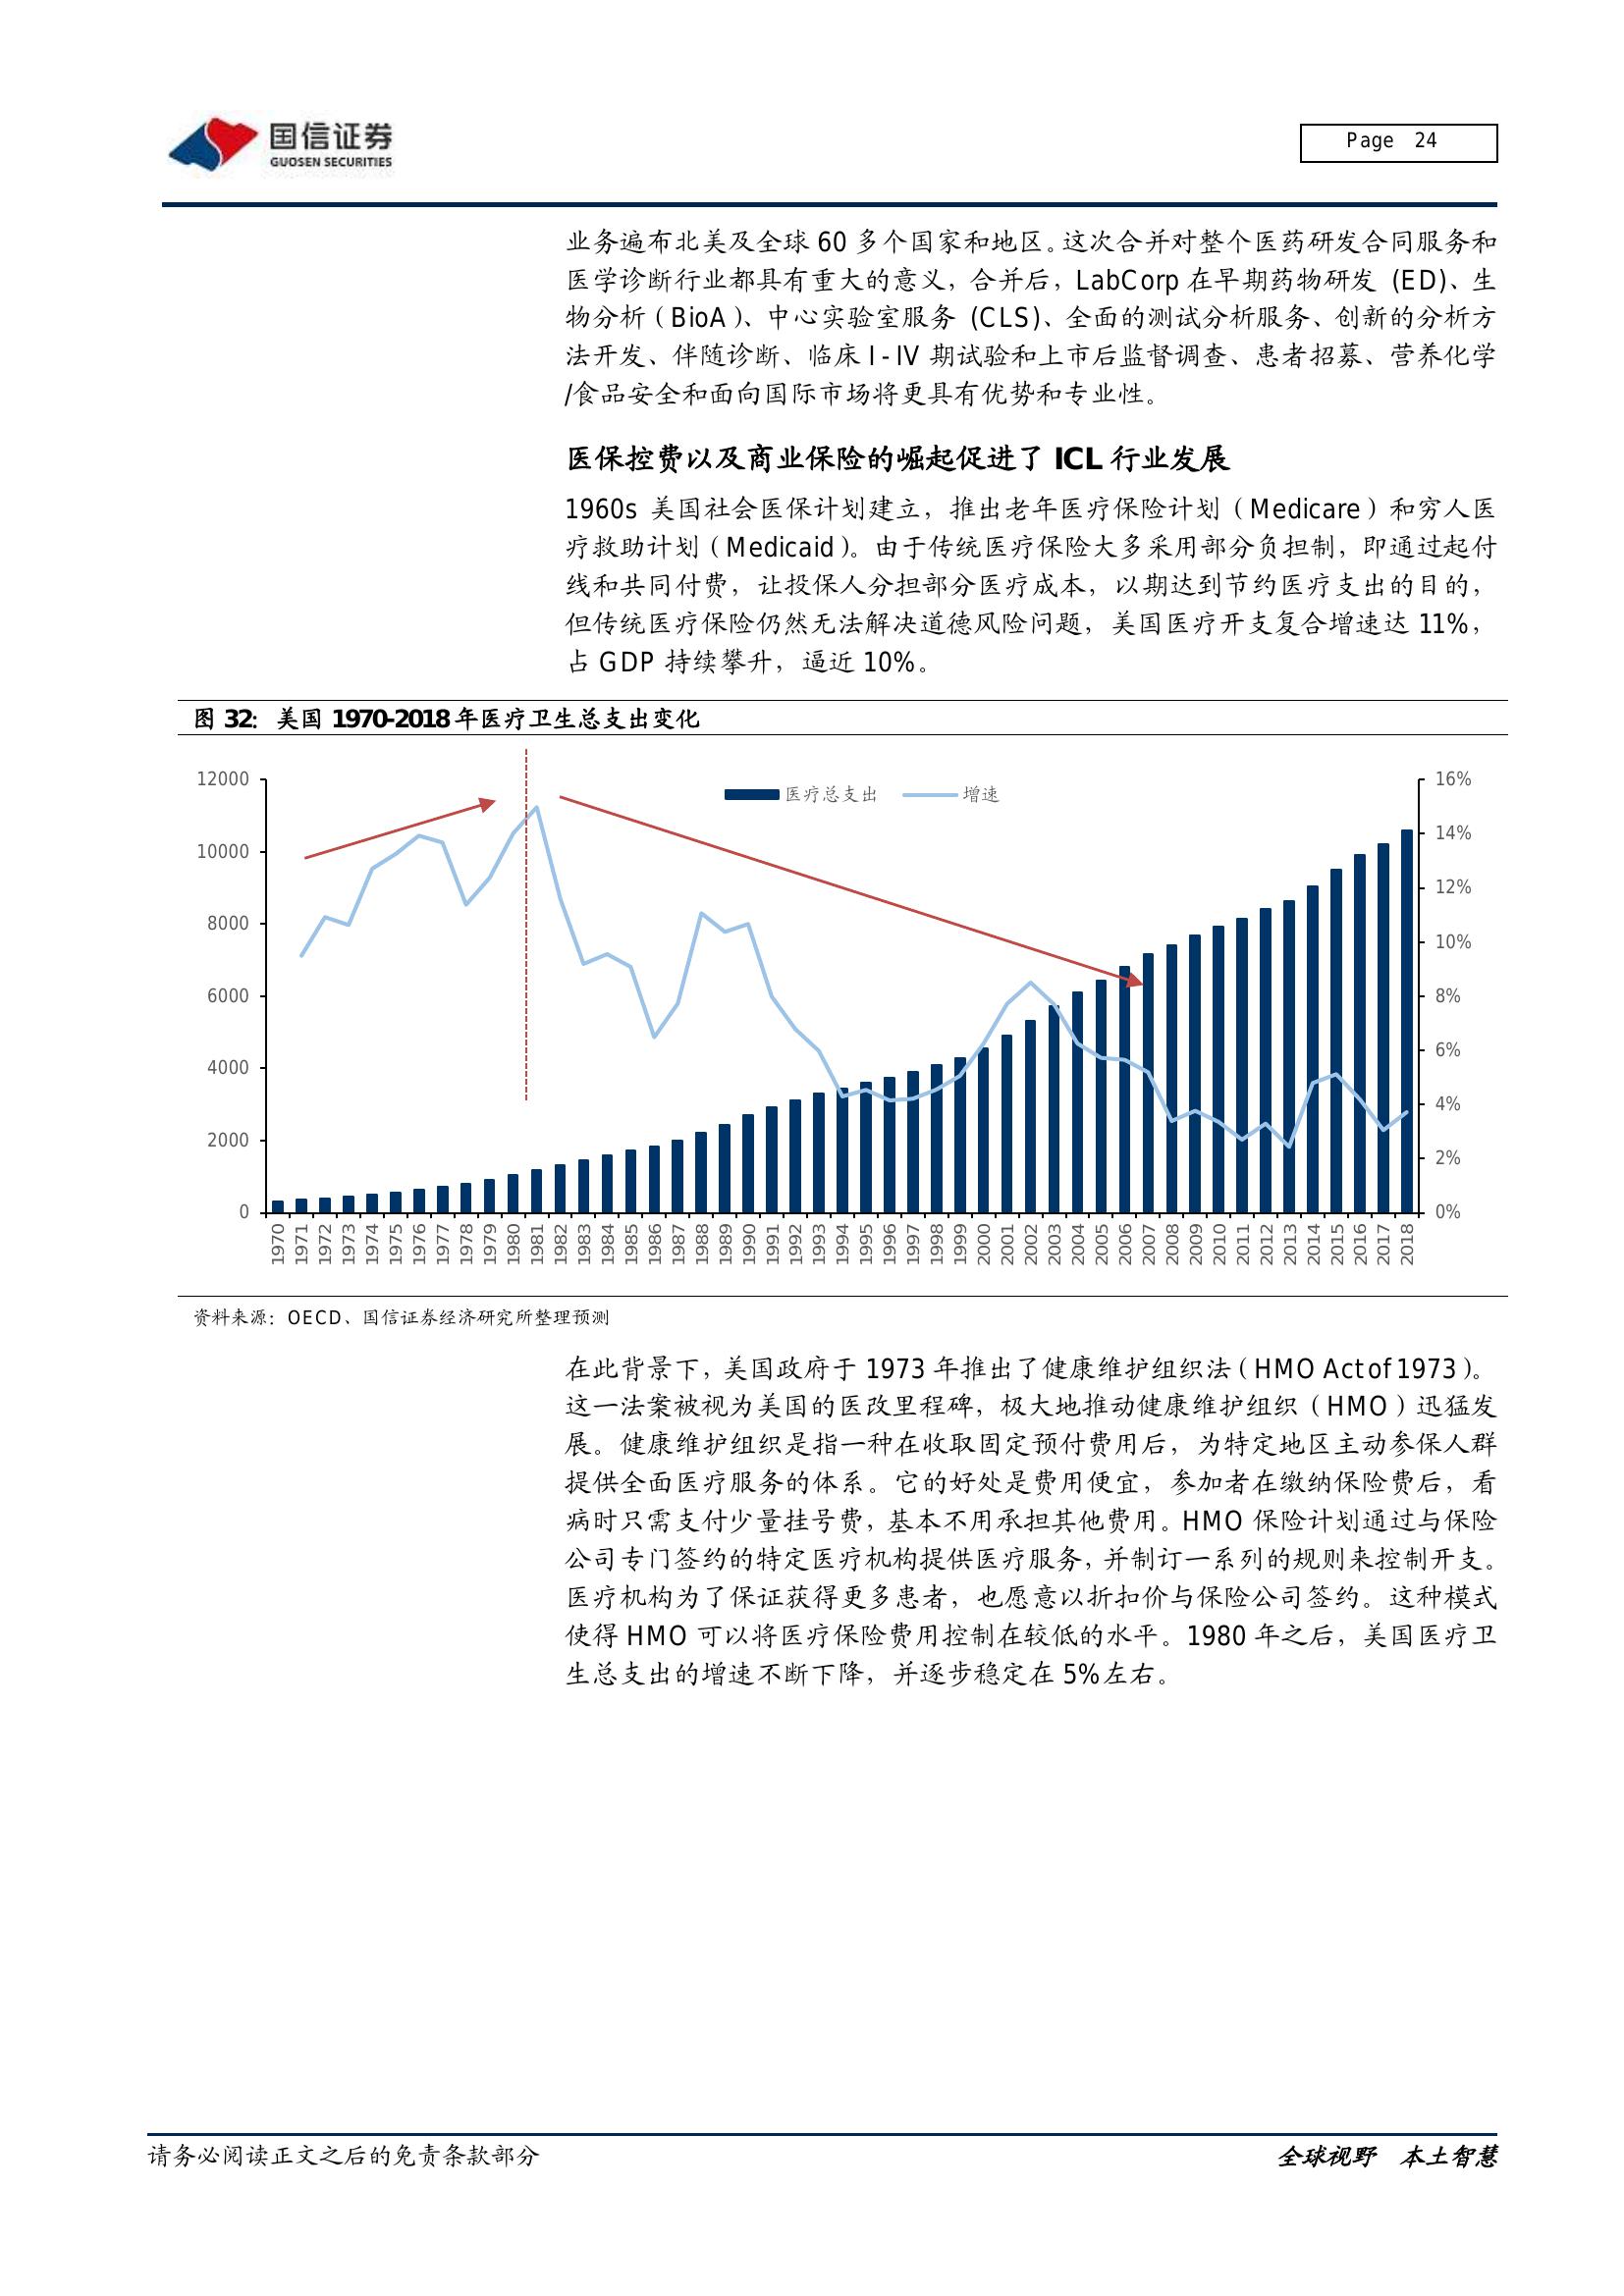 国信证券
GUOSEN SECURITIES
Page 24
业务遍布北美及全球 60 多个国家和地区。这次合并对整个医药研发合同服务和
医学诊断行业都具有重大的意义，合并后，LabCorp 在早期药物研发 (ED)、生
物分析（BioA）、中心实验室服务 (CLS)、全面的测试分析服务、创新的分析方
法开发、伴随诊断、临床 I-IV 期试验和上市后监督调查、患者招募、营养化学
/食品安全和面向国际市场将更具有优势和专业性。
医保控费以及商业保险的崛起促进了 ICL 行业发展
1960s 美国社会医保计划建立，推出老年医疗保险计划（Medicare）和穷人医
疗救助计划（Medicaid）。由于传统医疗保险大多采用部分负担制，即通过起付
线和共同付费，让投保人分担部分医疗成本，以期达到节约医疗支出的目的，
但传统医疗保险仍然无法解决道德风险问题，美国医疗开支复合增速达 11%，
占 GDP 持续攀升，逼近 10%。
图 32：美国 1970-2018 年医疗卫生总支出变化
医疗总支出 增速
12000
10000
8000
6000
4000
2000
0
16%
14%
12%
10%
8%
6%
4%
2%
0%
1970 1971 1972 1973 1974 1975 1976 1977 1978 1979 1980 1981 1982 1983 1984 1985 1986 1987 1988 1989 1990 1991 1992 1993 1994 1995 1996 1997 1998 1999 2000 2001 2002 2003 2004 2005 2006 2007 2008 2009 2010 2011 2012 2013 2014 2015 2016 2017 2018
资料来源：OECD、国信证券经济研究所整理预测
在此背景下，美国政府于 1973 年推出了健康维护组织法（HMO Act of 1973）。
这一法案被视为美国的医改里程碑，极大地推动健康维护组织（HMO）迅猛发
展。健康维护组织是指一种在收取固定预付费用后，为特定地区主动参保人群
提供全面医疗服务的体系。它的好处是费用便宜，参加者在缴纳保险费后，看
病时只需支付少量挂号费，基本不用承担其他费用。HMO 保险计划通过与保险
公司专门签约的特定医疗机构提供医疗服务，并制订一系列的规则来控制开支。
医疗机构为了保证获得更多患者，也愿意以折扣价与保险公司签约。这种模式
使得 HMO 可以将医疗保险费用控制在较低的水平。1980 年之后，美国医疗卫
生总支出的增速不断下降，并逐步稳定在 5%左右。
请务必阅读正文之后的免责条款部分
全球视野 本土智慧